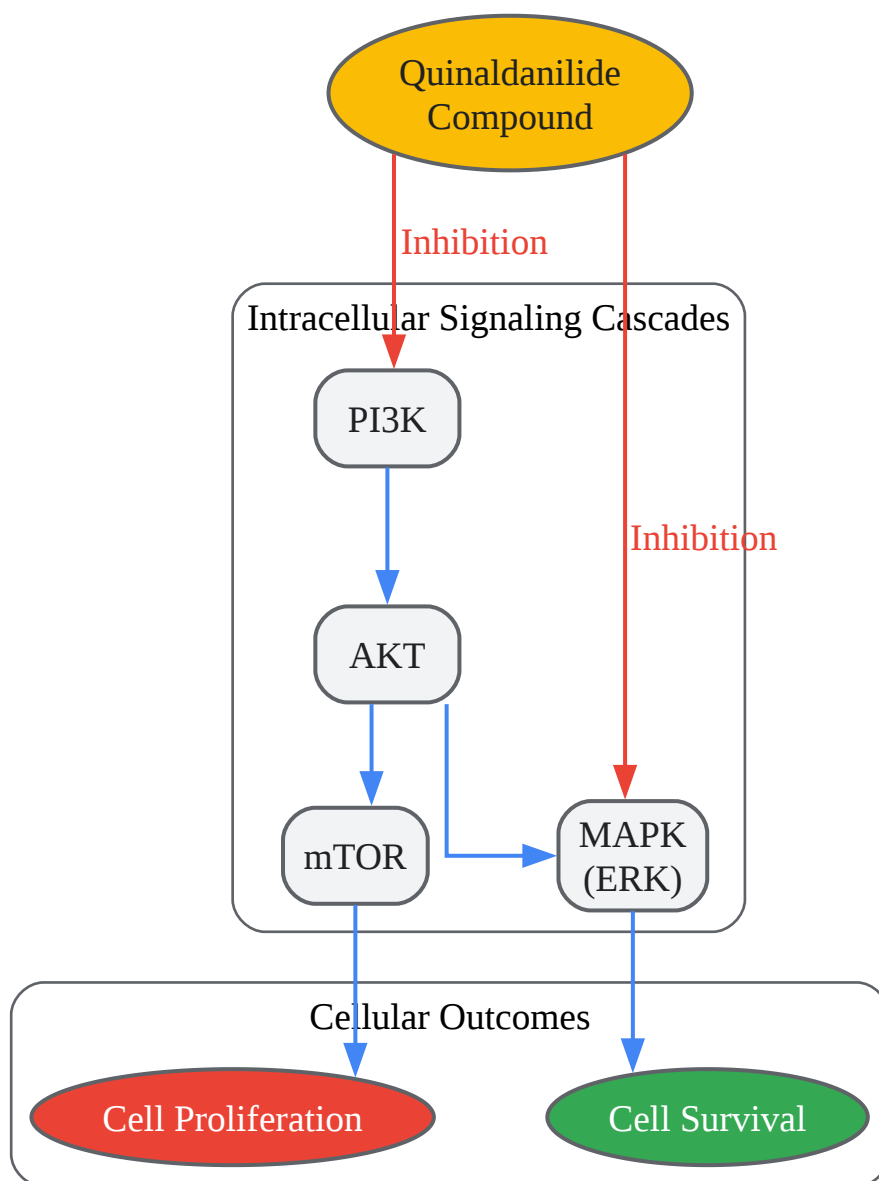 Quinaldanilide
Compound
Inhibition
Intracellular Signaling Cascades
PI3K
Inhibition
AKT
mTOR
MAPK
(ERK)
Cellular Outcomes
Cell Proliferation
Cell Survival